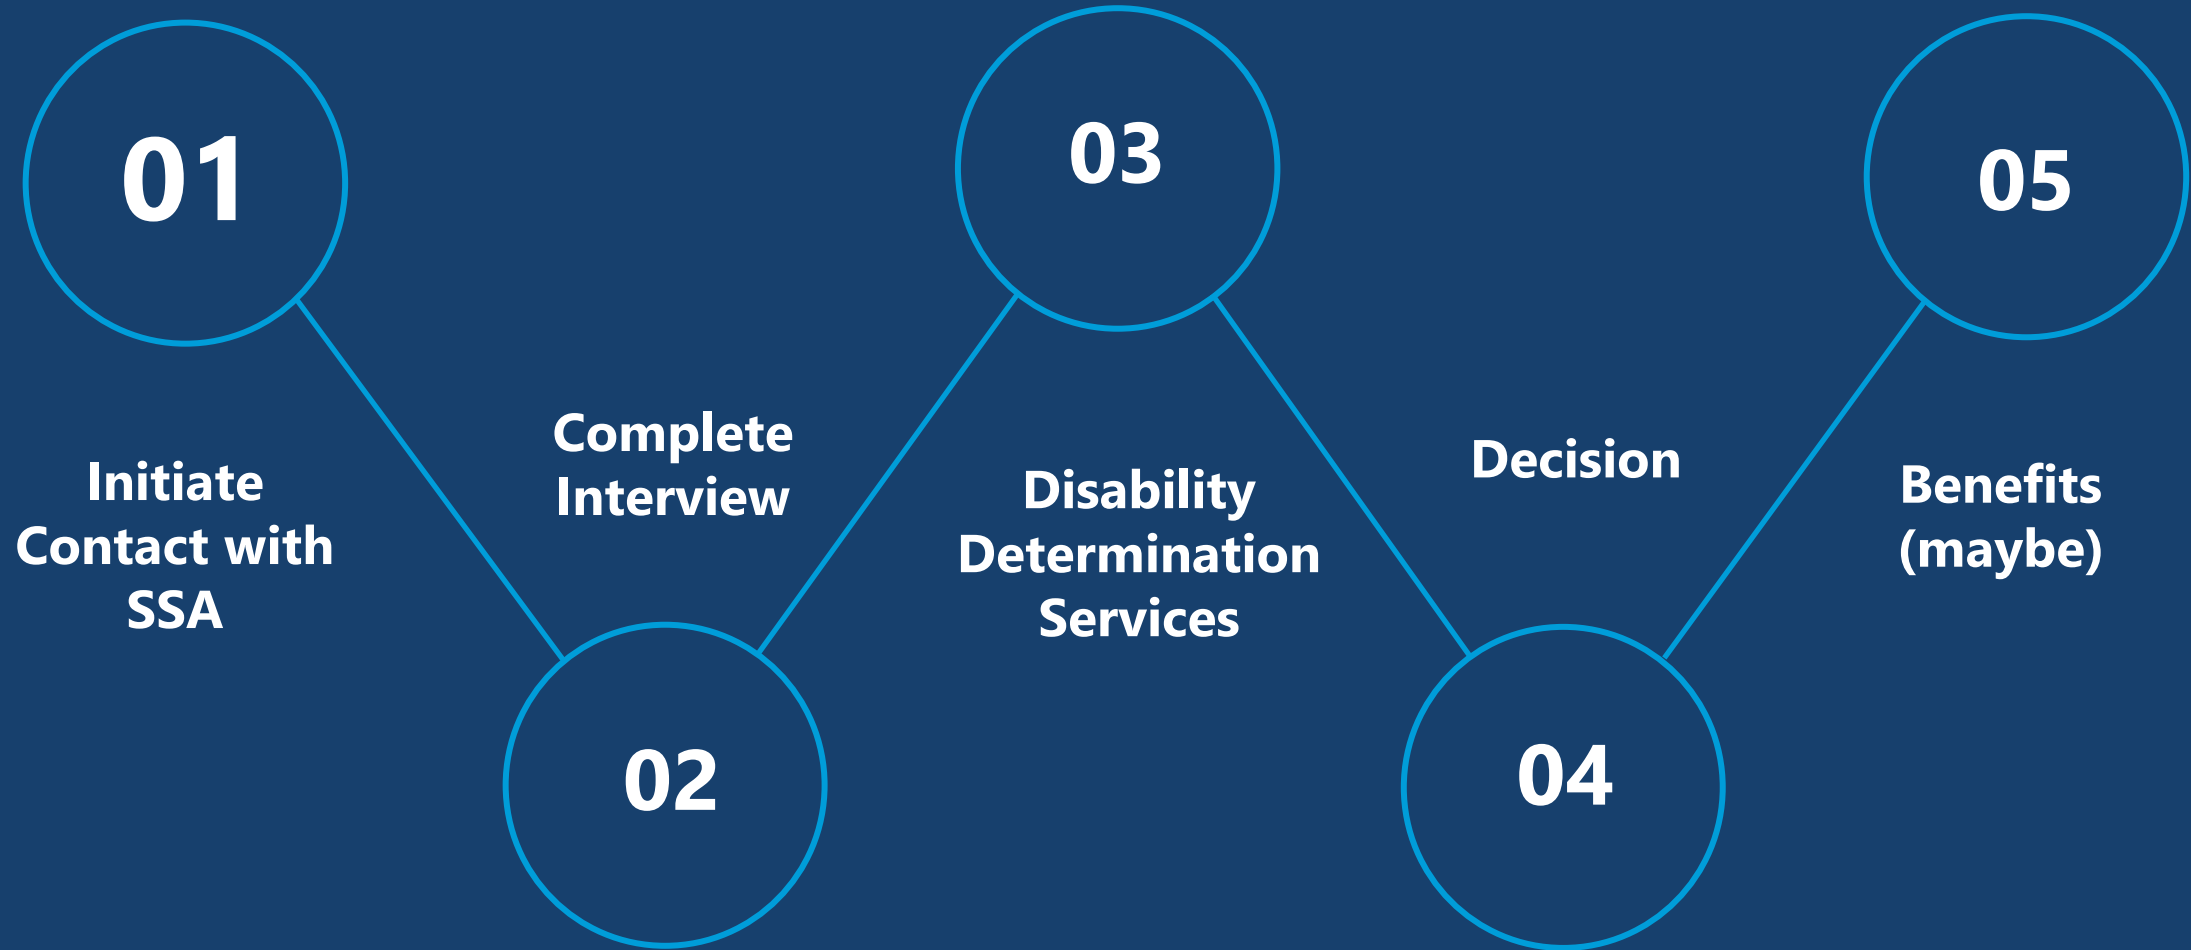 01
Initiate
Contact with
SSA
02
Complete
Interview
03
Disability
Determination
Services
04
Decision
05
Benefits
(maybe)